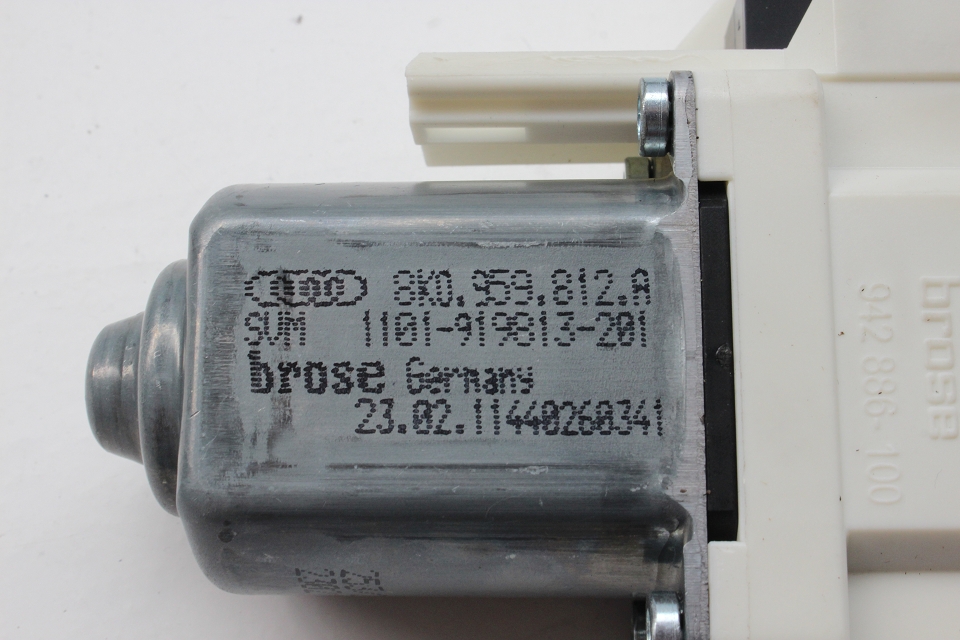 8K0.959.812.A
SVM 1101-919813-201
brose Germany
23.02.11440260341
brose
942 886-100